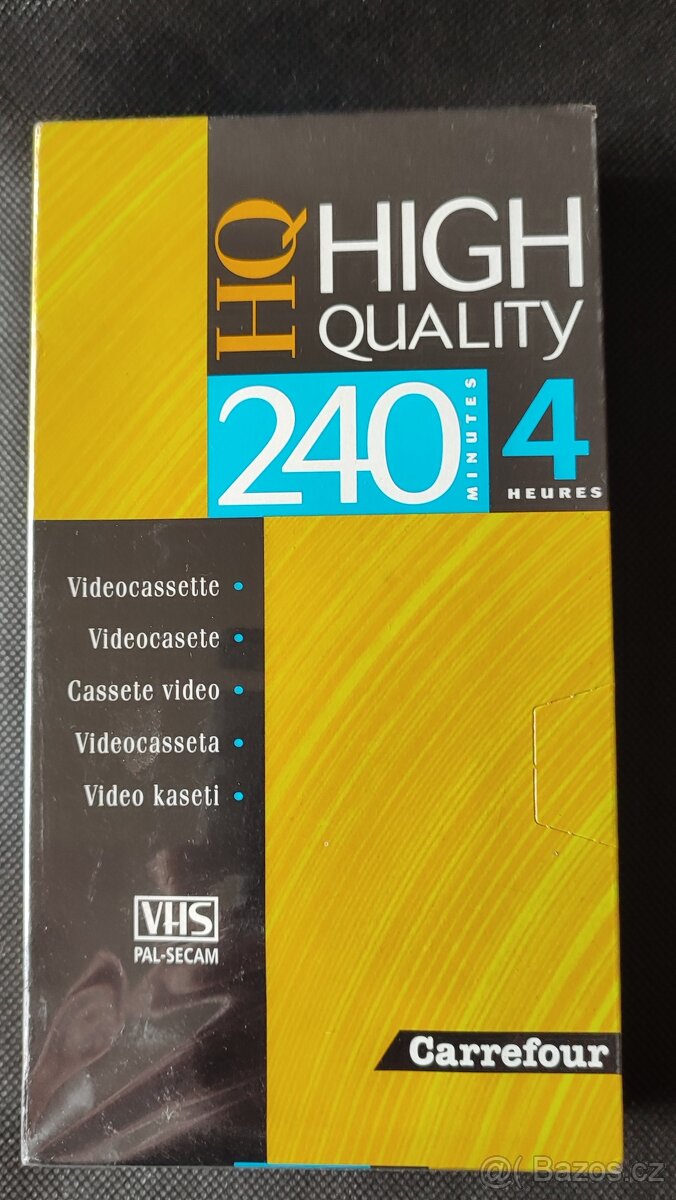 HQ
HIGH
QUALITY
240
MINUTES
4
HEURES
Videocassette •
Videocasete •
Cassete video •
Videocasseta •
Video kaseti •
VHS
PAL-SECAM
Carrefour
@( Bazos.cz